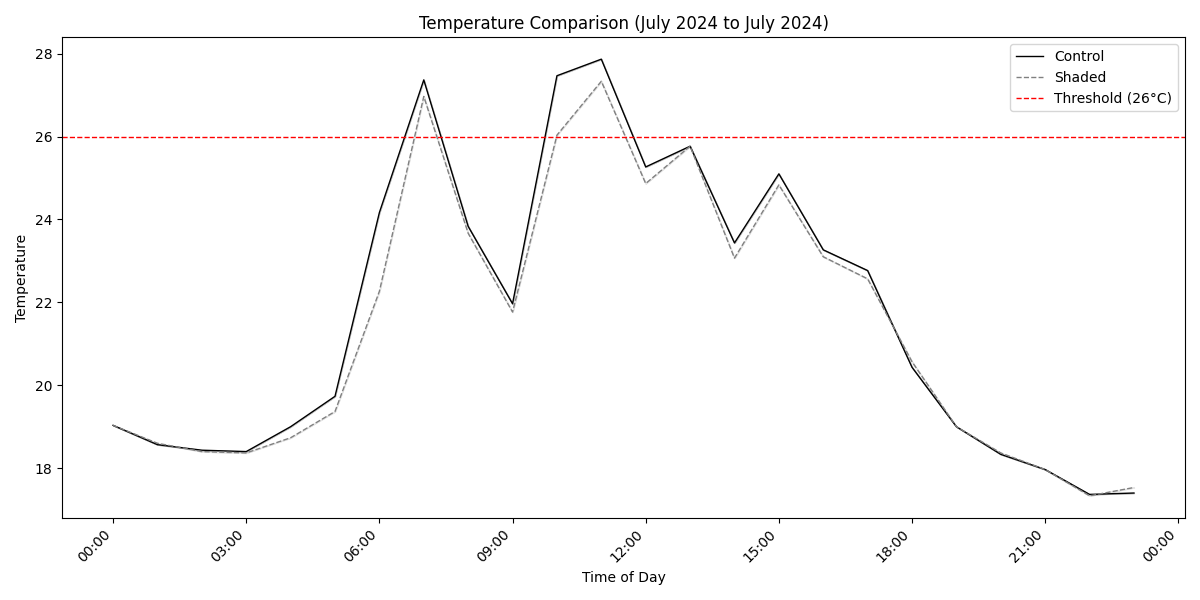 Temperature Comparison (July 2024 to July 2024)
Control
Shaded
Threshold (26°C)
28
26
24
22
20
18
Temperature
00:00
03:00
06:00
09:00
12:00
15:00
18:00
21:00
00:00
Time of Day